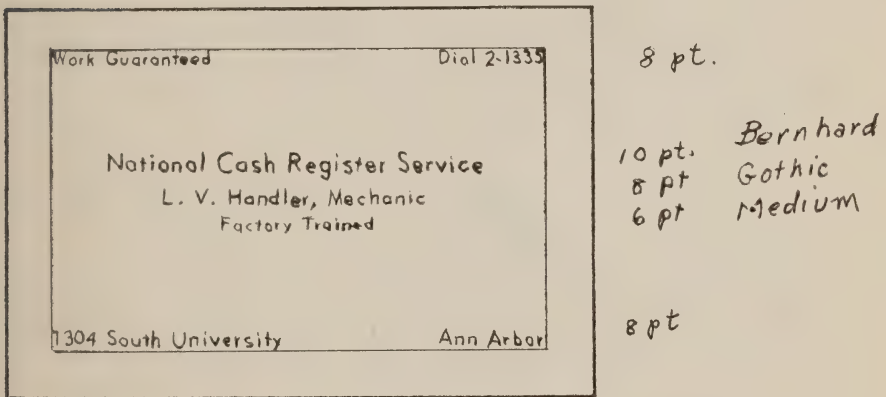 Work Guaranteed Dial 2-1335 8 pt.
Bernhard
National Cash Register Service 10 pt. Gothic
L. V. Handler, Mechanic 8 pt Medium
Factory Trained 6 pt
1304 South University Ann Arbor 8 pt